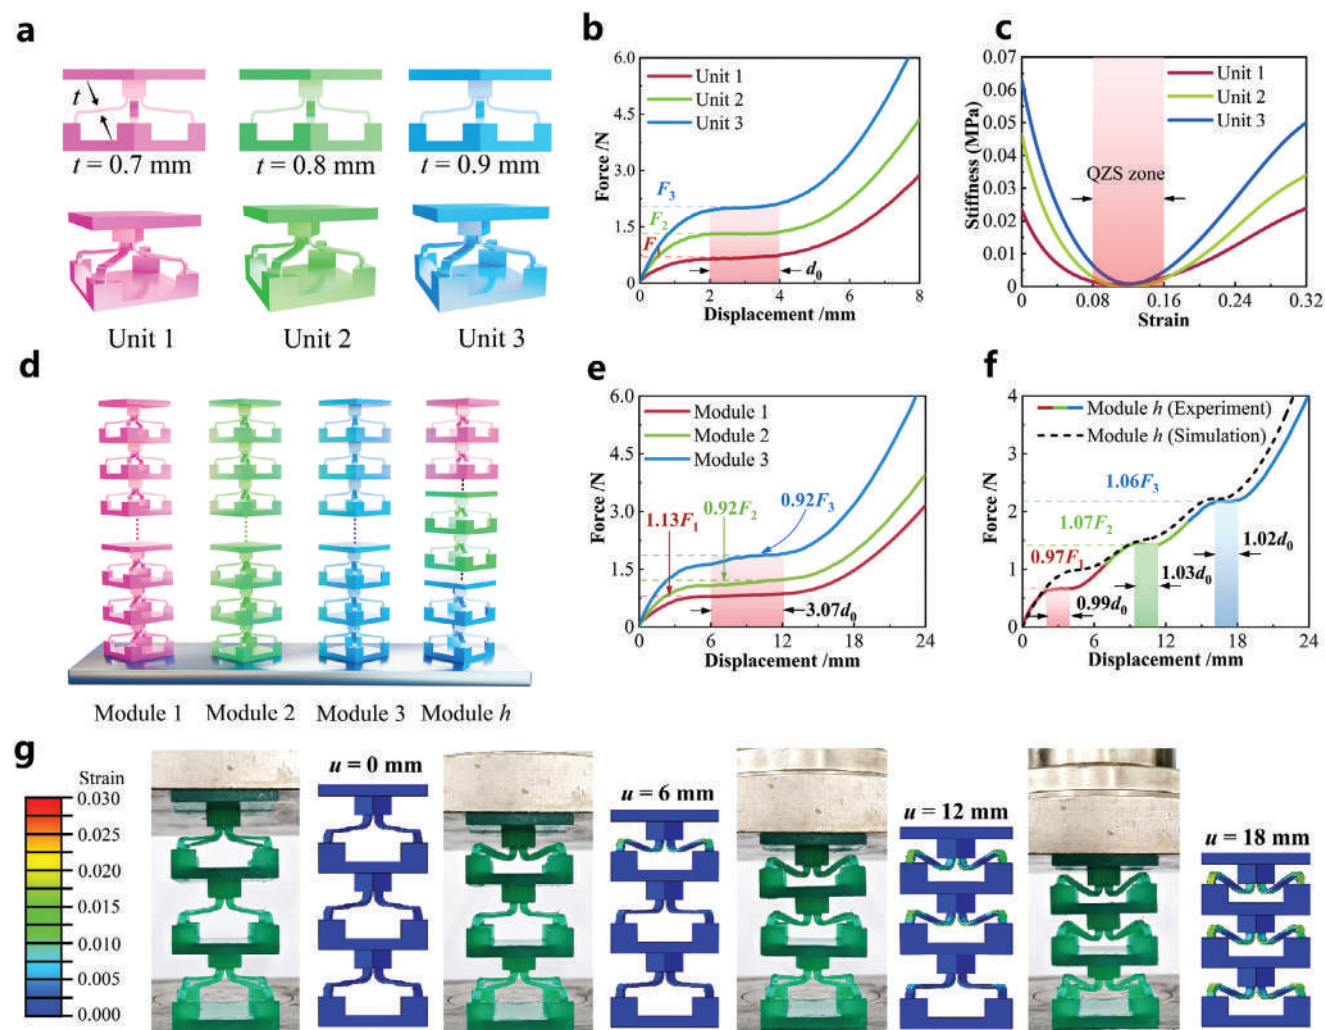 a
t
t = 0.7 mm
t = 0.8 mm
t = 0.9 mm
Unit 1
Unit 2
Unit 3
b
6.0
4.5
3.0
1.5
0
Force /N
Unit 1
Unit 2
Unit 3
F3
F2
F
d0
0 2 4 6 8
Displacement /mm
c
0.07
0.06
0.05
0.04
0.03
0.02
0.01
0
Stiffness (MPa)
Unit 1
Unit 2
Unit 3
QZS zone
0 0.08 0.16 0.24 0.32
Strain
d
Module 1
Module 2
Module 3
Module h
e
6.0
4.5
3.0
1.5
0
Force /N
Module 1
Module 2
Module 3
1.13F1
0.92F2
0.92F3
3.07d0
0 6 12 18 24
Displacement /mm
f
4
3
2
1
0
Force /N
Module h (Experiment)
Module h (Simulation)
1.06F3
1.07F2
0.97F1
1.02d0
1.03d0
0.99d0
0 6 12 18 24
Displacement /mm
g
Strain
0.030
0.025
0.020
0.015
0.010
0.005
0.000
u = 0 mm
u = 6 mm
u = 12 mm
u = 18 mm